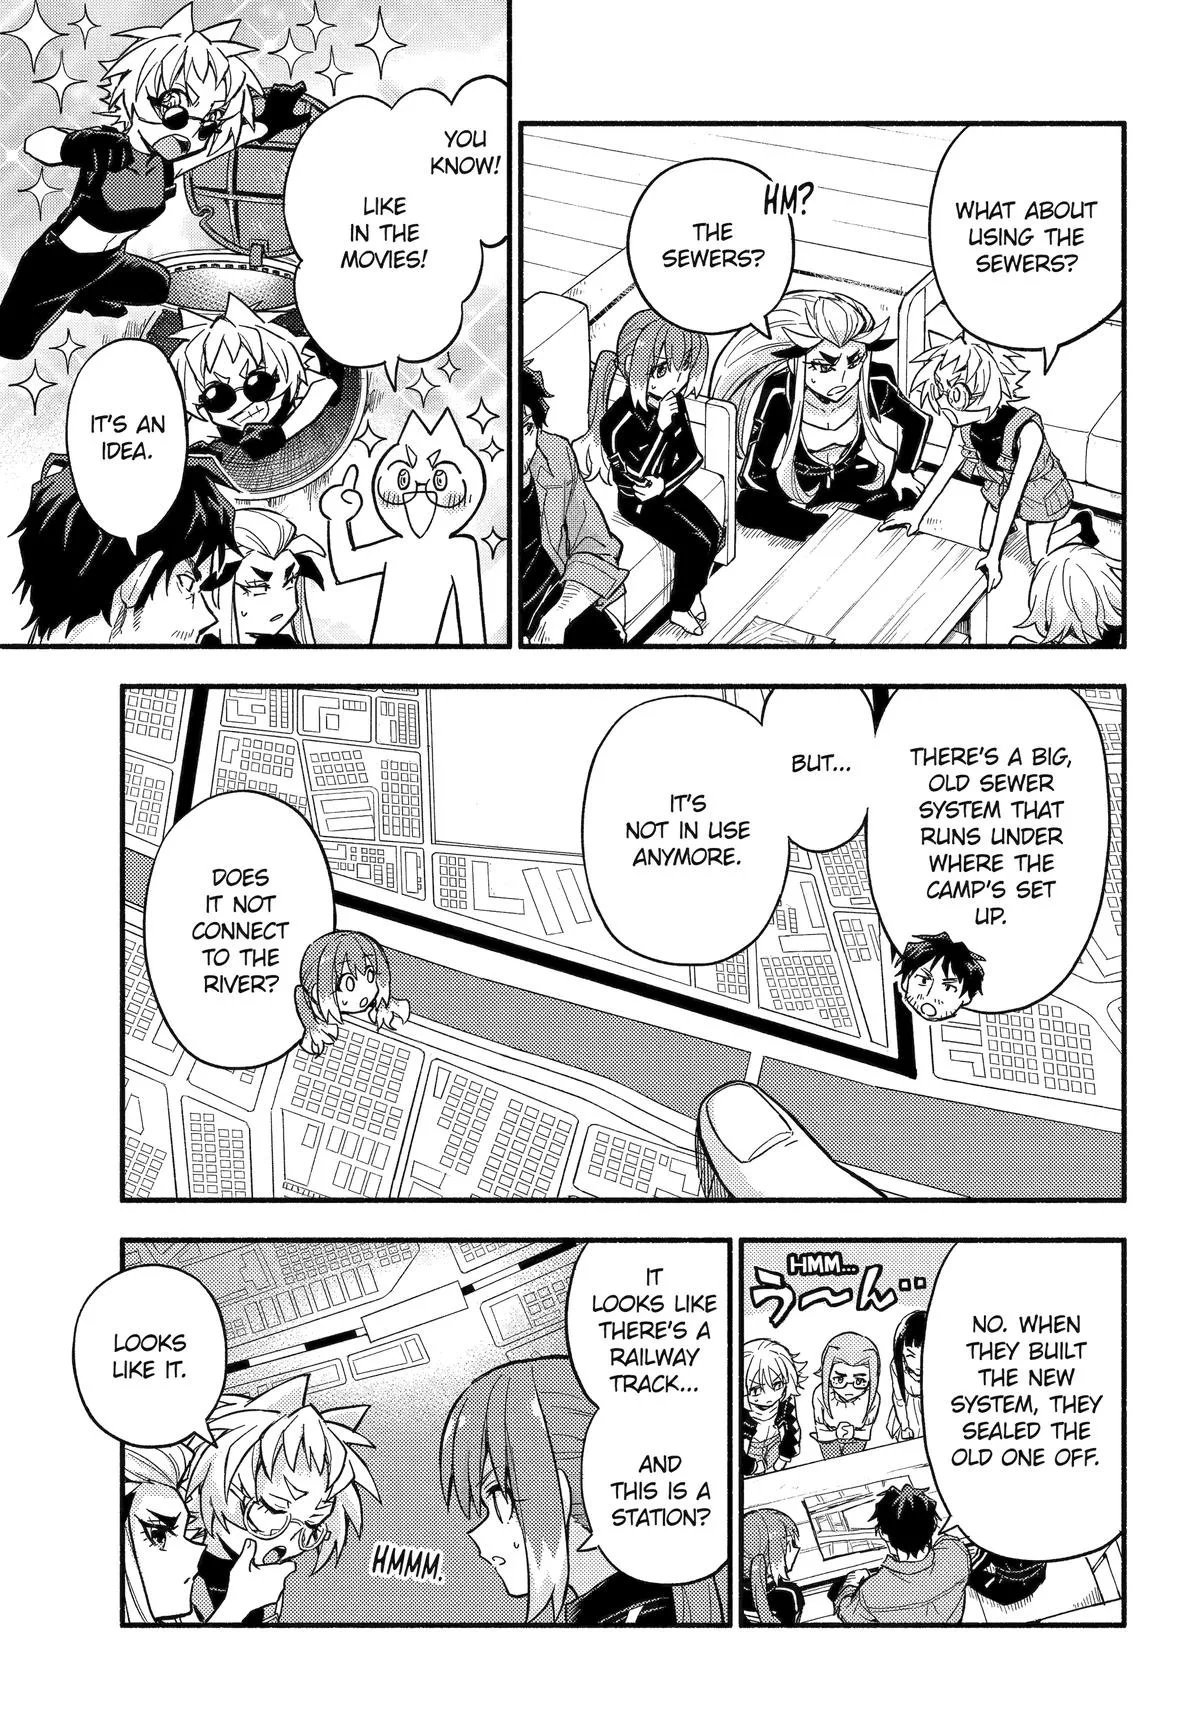 WHAT ABOUT
USING THE
SEWERS?
HM?
THE
SEWERS?
YOU
KNOW!
LIKE
IN THE
MOVIES!
IT'S AN
IDEA.
THERE'S A BIG,
OLD SEWER
SYSTEM THAT
RUNS UNDER
WHERE THE
CAMP'S SET
UP.
BUT...
IT'S
NOT IN USE
ANYMORE.
DOES
IT NOT
CONNECT
TO THE
RIVER?
NO. WHEN
THEY BUILT
THE NEW
SYSTEM, THEY
SEALED THE
OLD ONE OFF.
HMM...
う〜ん‥
IT
LOOKS LIKE
THERE'S A
RAILWAY
TRACK...
AND
THIS IS A
STATION?
HMMM.
LOOKS
LIKE IT.